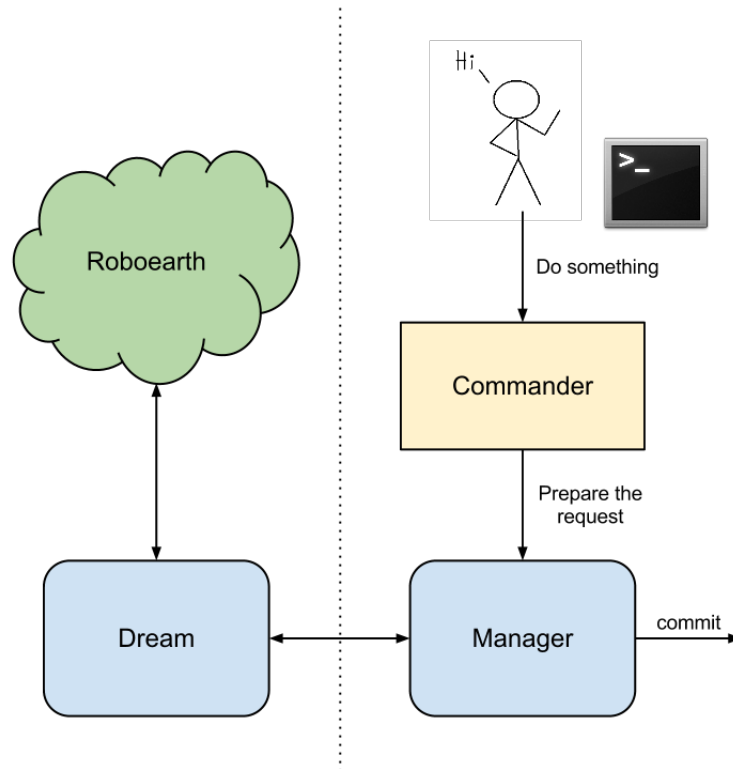 Hi
>_
Do something
Roboearth
Commander
Prepare the
request
Dream
Manager
commit